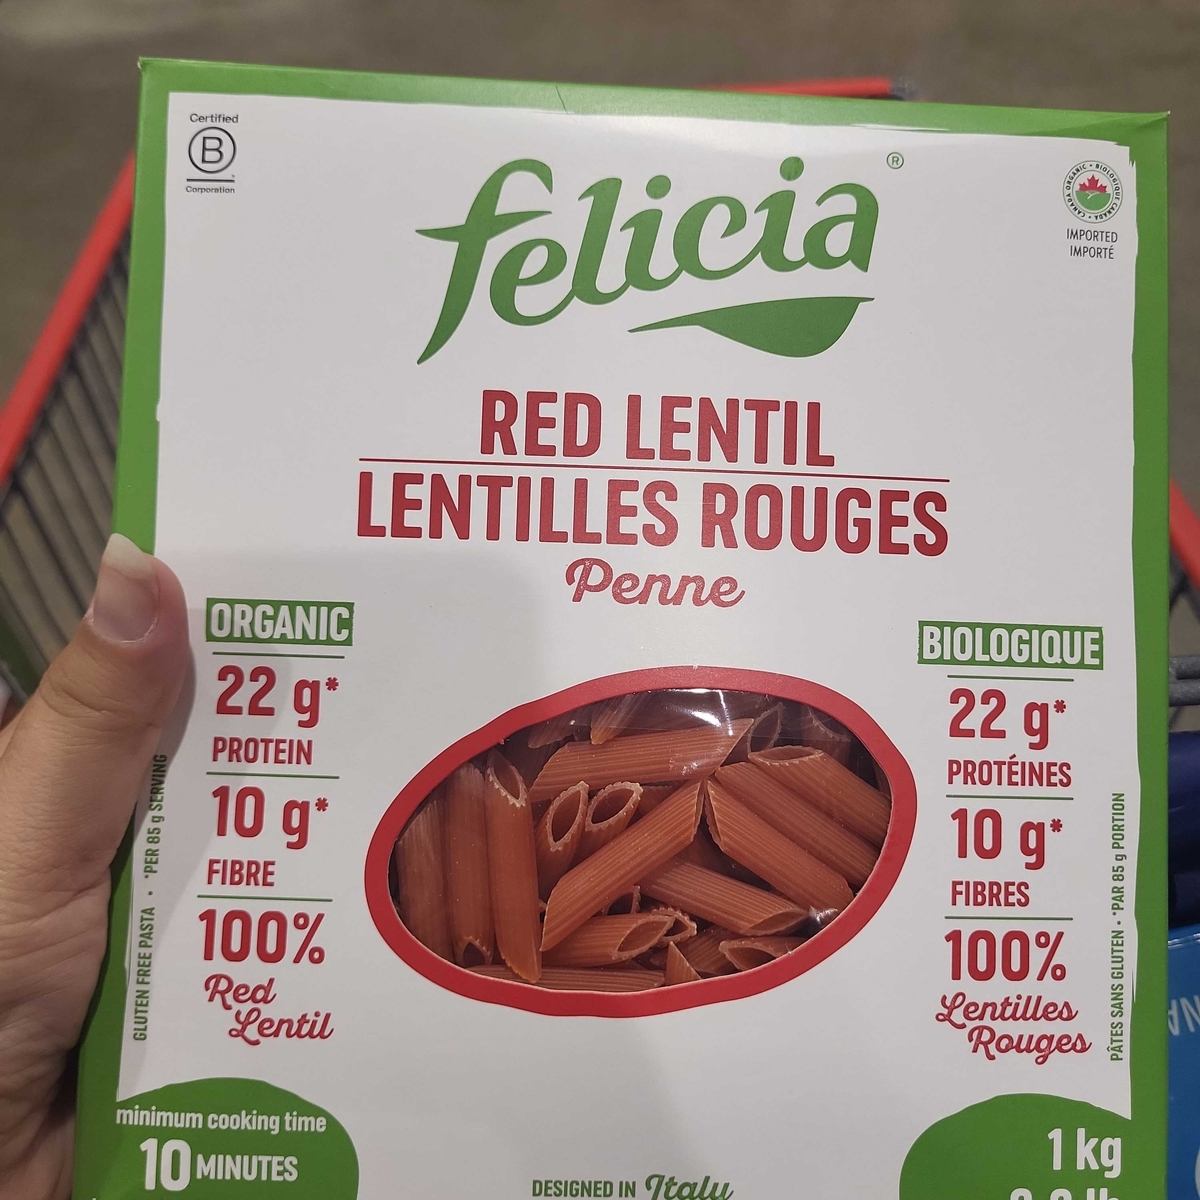 Certified
B
Corporation
felicia®
CANADA ORGANIC • BIOLOGIQUE CANADA •
IMPORTED
IMPORTÉ
RED LENTIL
LENTILLES ROUGES
Penne
ORGANIC
22 g*
PROTEIN
10 g*
FIBRE
100%
Red
Lentil
GLUTEN FREE PASTA • *PER 85 g SERVING
BIOLOGIQUE
22 g*
PROTÉINES
10 g*
FIBRES
100%
Lentilles
Rouges
PÂTES SANS GLUTEN • *PAR 85 g PORTION
minimum cooking time
10 MINUTES
DESIGNED IN Italy
1 kg